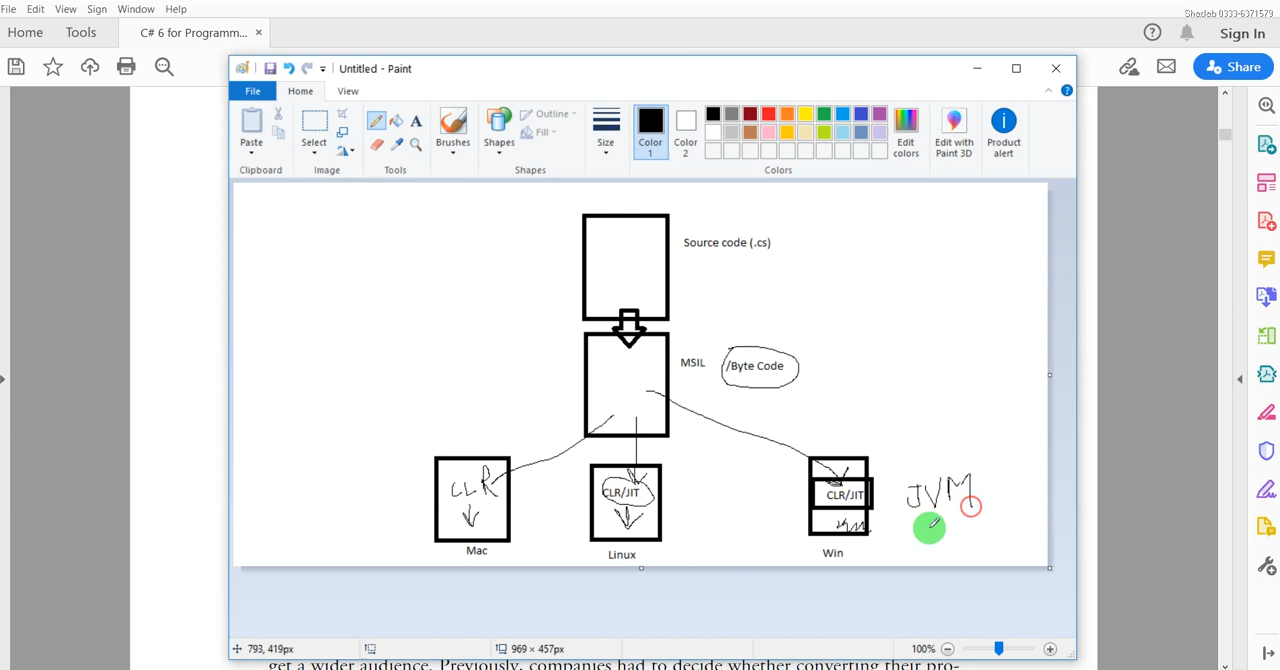 File Edit View Sign Window Help
Shadab 0333-6371579
Home Tools C# 6 for Programm... ×
Sign In
Share
Untitled - Paint
File Home View
Paste
Select
Brushes
Shapes
Outline
Fill
Size
Color 1
Color 2
Edit colors
Edit with Paint 3D
Product alert
Clipboard Image Tools Shapes Colors
Source code (.cs)
MSIL /Byte Code
CLR CLR/JIT CLR/JIT JVM
Mac Linux Win
793, 419px 969 × 457px 100%
get a wider audience. Previously, companies had to decide whether converting their pro-